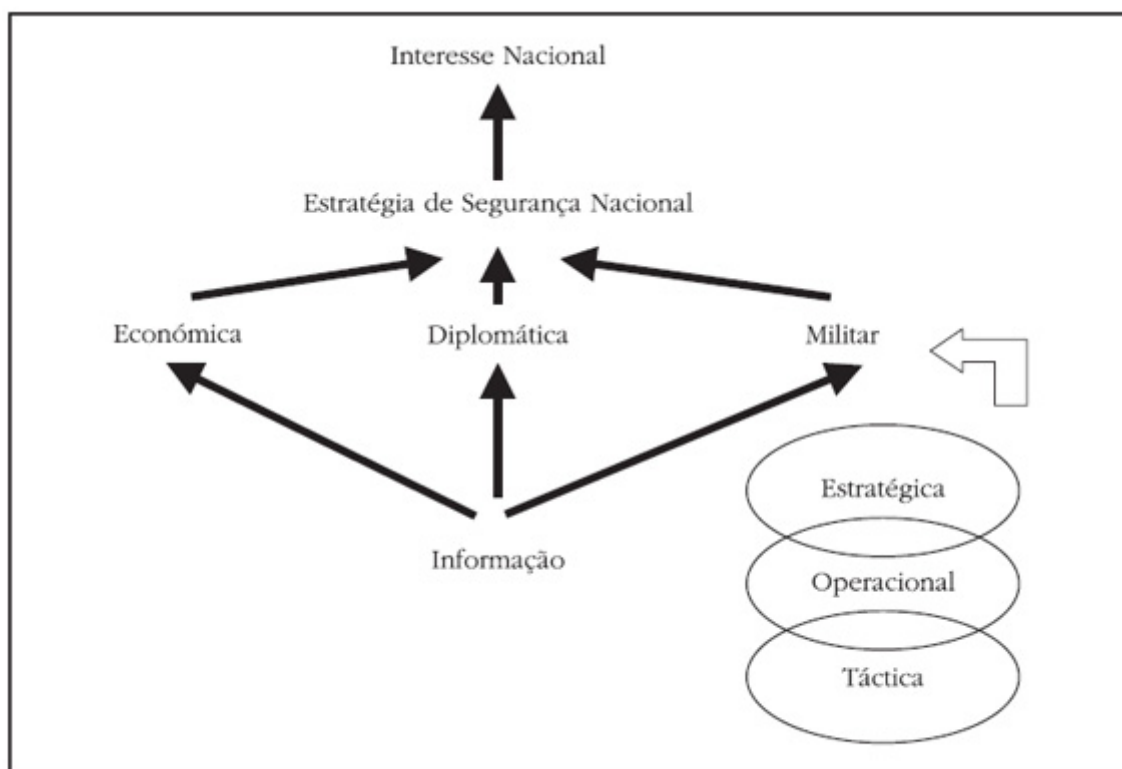 Interesse Nacional
Estratégia de Segurança Nacional
Económica
Diplomática
Militar
Estratégica
Informação
Operacional
Táctica